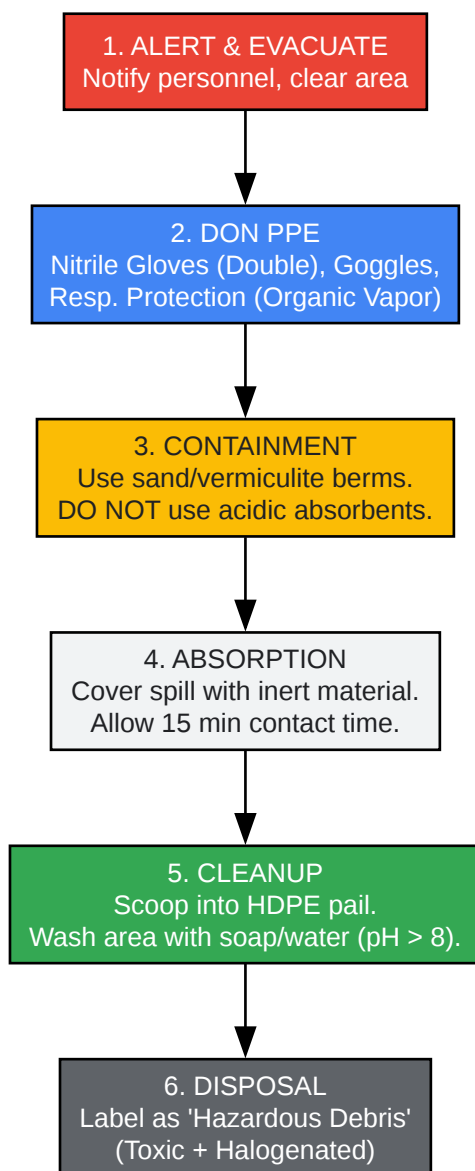 1. ALERT & EVACUATE
Notify personnel, clear area
2. DON PPE
Nitrile Gloves (Double), Goggles,
Resp. Protection (Organic Vapor)
3. CONTAINMENT
Use sand/vermiculite berms.
DO NOT use acidic absorbents.
4. ABSORPTION
Cover spill with inert material.
Allow 15 min contact time.
5. CLEANUP
Scoop into HDPE pail.
Wash area with soap/water (pH > 8).
6. DISPOSAL
Label as 'Hazardous Debris'
(Toxic + Halogenated)